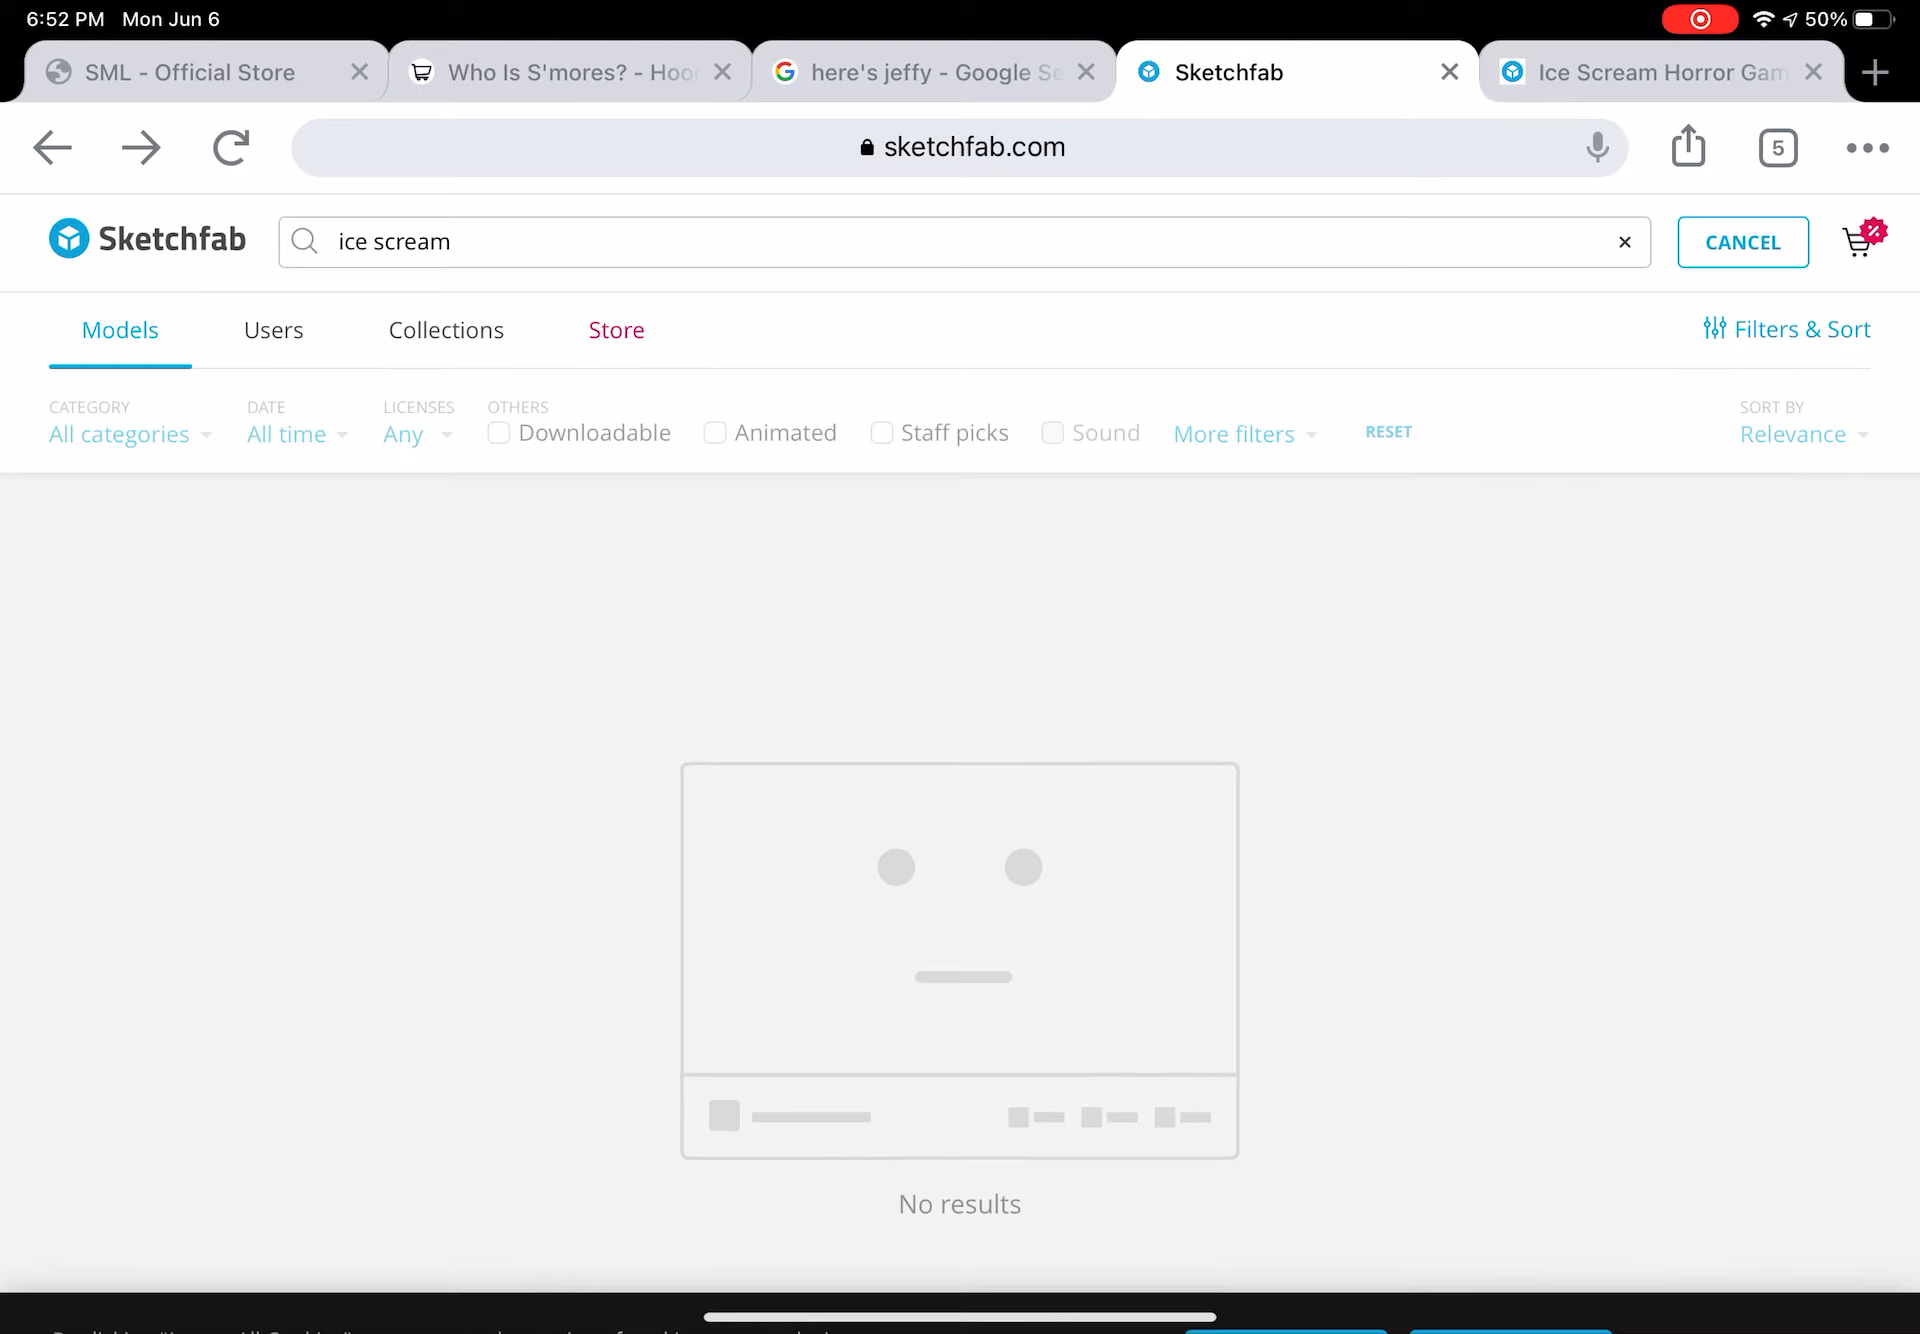 6:52 PM Mon Jun 6
50%
SML - Official Store
Who Is S'mores? - Hoo
here's jeffy - Google Se
Sketchfab
Ice Scream Horror Gam
sketchfab.com
5
Sketchfab
ice scream
CANCEL
%
Models
Users
Collections
Store
Filters & Sort
CATEGORY
All categories
DATE
All time
LICENSES
Any
OTHERS
Downloadable
Animated
Staff picks
Sound
More filters
RESET
SORT BY
Relevance
No results